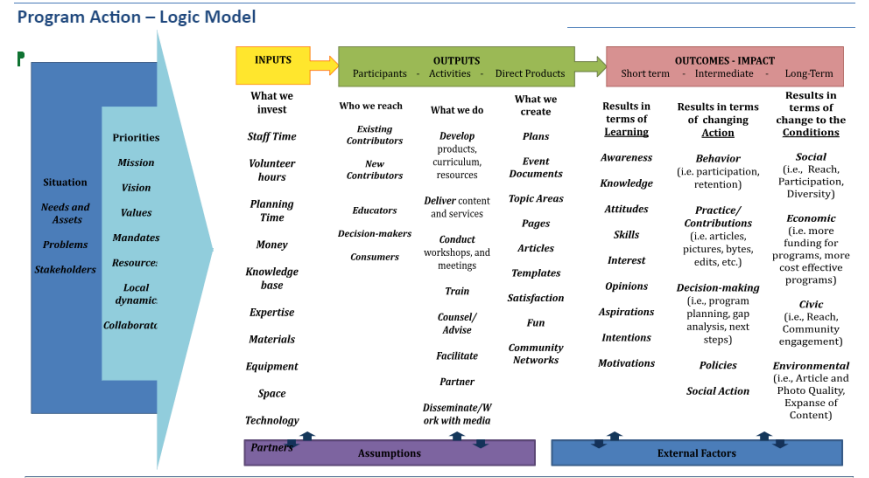 Program Action – Logic Model
P
Situation
Needs and
Assets
Problems
Stakeholders
Priorities
Mission
Vision
Values
Mandates
Resource
Local
dynamic
Collaborat
INPUTS
What we
invest
Staff Time
Volunteer
hours
Planning
Time
Money
Knowledge
base
Expertise
Materials
Equipment
Space
Technology
Partners
OUTPUTS
Participants - Activities - Direct Products
Who we reach
Existing
Contributors
New
Contributors
Educators
Decision-makers
Consumers
What we do
Develop
products,
curriculum,
resources
Deliver content
and services
Conduct
workshops, and
meetings
Train
Counsel/
Advise
Facilitate
Partner
Disseminate/W
ork with media
What we
create
Plans
Event
Documents
Topic Areas
Pages
Articles
Templates
Satisfaction
Fun
Community
Networks
OUTCOMES - IMPACT
Short term - Intermediate - Long-Term
Results in
terms of
Learning
Awareness
Knowledge
Attitudes
Skills
Interest
Opinions
Aspirations
Intentions
Motivations
Results in terms
of changing
Action
Behavior
(i.e. participation,
retention)
Practice/
Contributions
(i.e. articles,
pictures, bytes,
edits, etc.)
Decision-making
(i.e., program
planning, gap
analysis, next
steps)
Policies
Social Action
Results in
terms of
change to the
Conditions
Social
(i.e., Reach,
Participation,
Diversity)
Economic
(i.e. more
funding for
programs, more
cost effective
programs)
Civic
(i.e., Reach,
Community
engagement)
Environmental
(i.e., Article and
Photo Quality,
Expanse of
Content)
Assumptions
External Factors